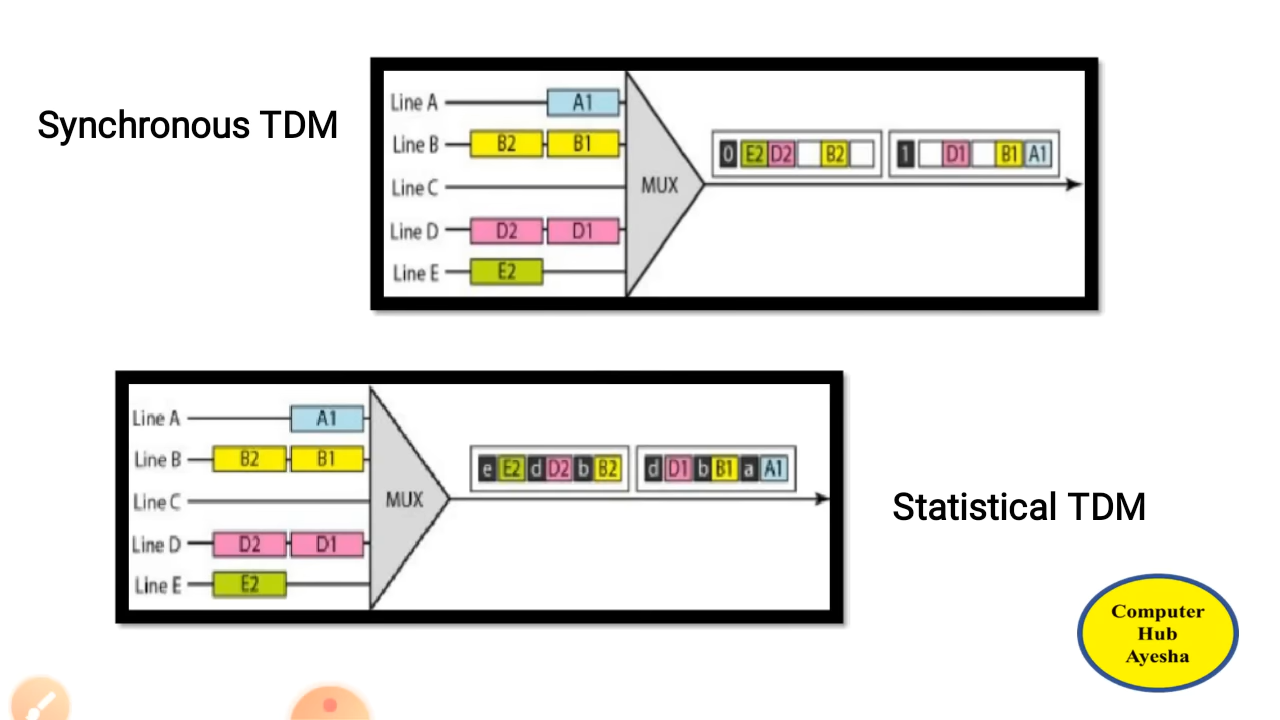 Synchronous TDM
Line A A1
Line B B2 B1
Line C
Line D D2 D1
Line E E2
MUX
0 E2 D2 B2
1 D1 B1 A1
Line A A1
Line B B2 B1
Line C
Line D D2 D1
Line E E2
MUX
e E2 d D2 b B2
d D1 b B1 a A1
Statistical TDM
Computer
Hub
Ayesha